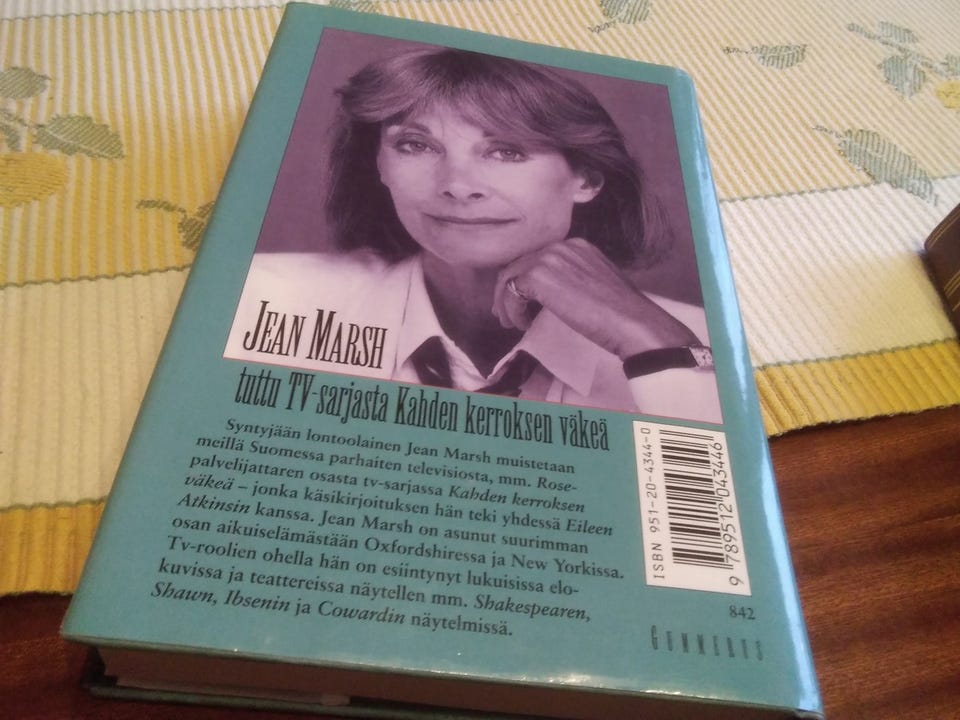 JEAN MARSH
tuttu TV-sarjasta Kahden kerroksen väkeä
Syntyjään lontoolainen Jean Marsh muistetaan
meillä Suomessa parhaiten televisiosta, mm. Rose-
palvelijattaren osasta tv-sarjassa Kahden kerroksen
väkeä – jonka käsikirjoituksen hän teki yhdessä Eileen
Atkinsin kanssa. Jean Marsh on asunut suurimman
osan aikuiselämästään Oxfordshiressa ja New Yorkissa.
Tv-roolien ohella hän on esiintynyt lukuisissa elo-
kuvissa ja teattereissa näytellen mm. Shakespearen,
Shawn, Ibsenin ja Cowardin näytelmissä.
ISBN 951-20-4344-0
9 789512 043446
842
GUMMERUS